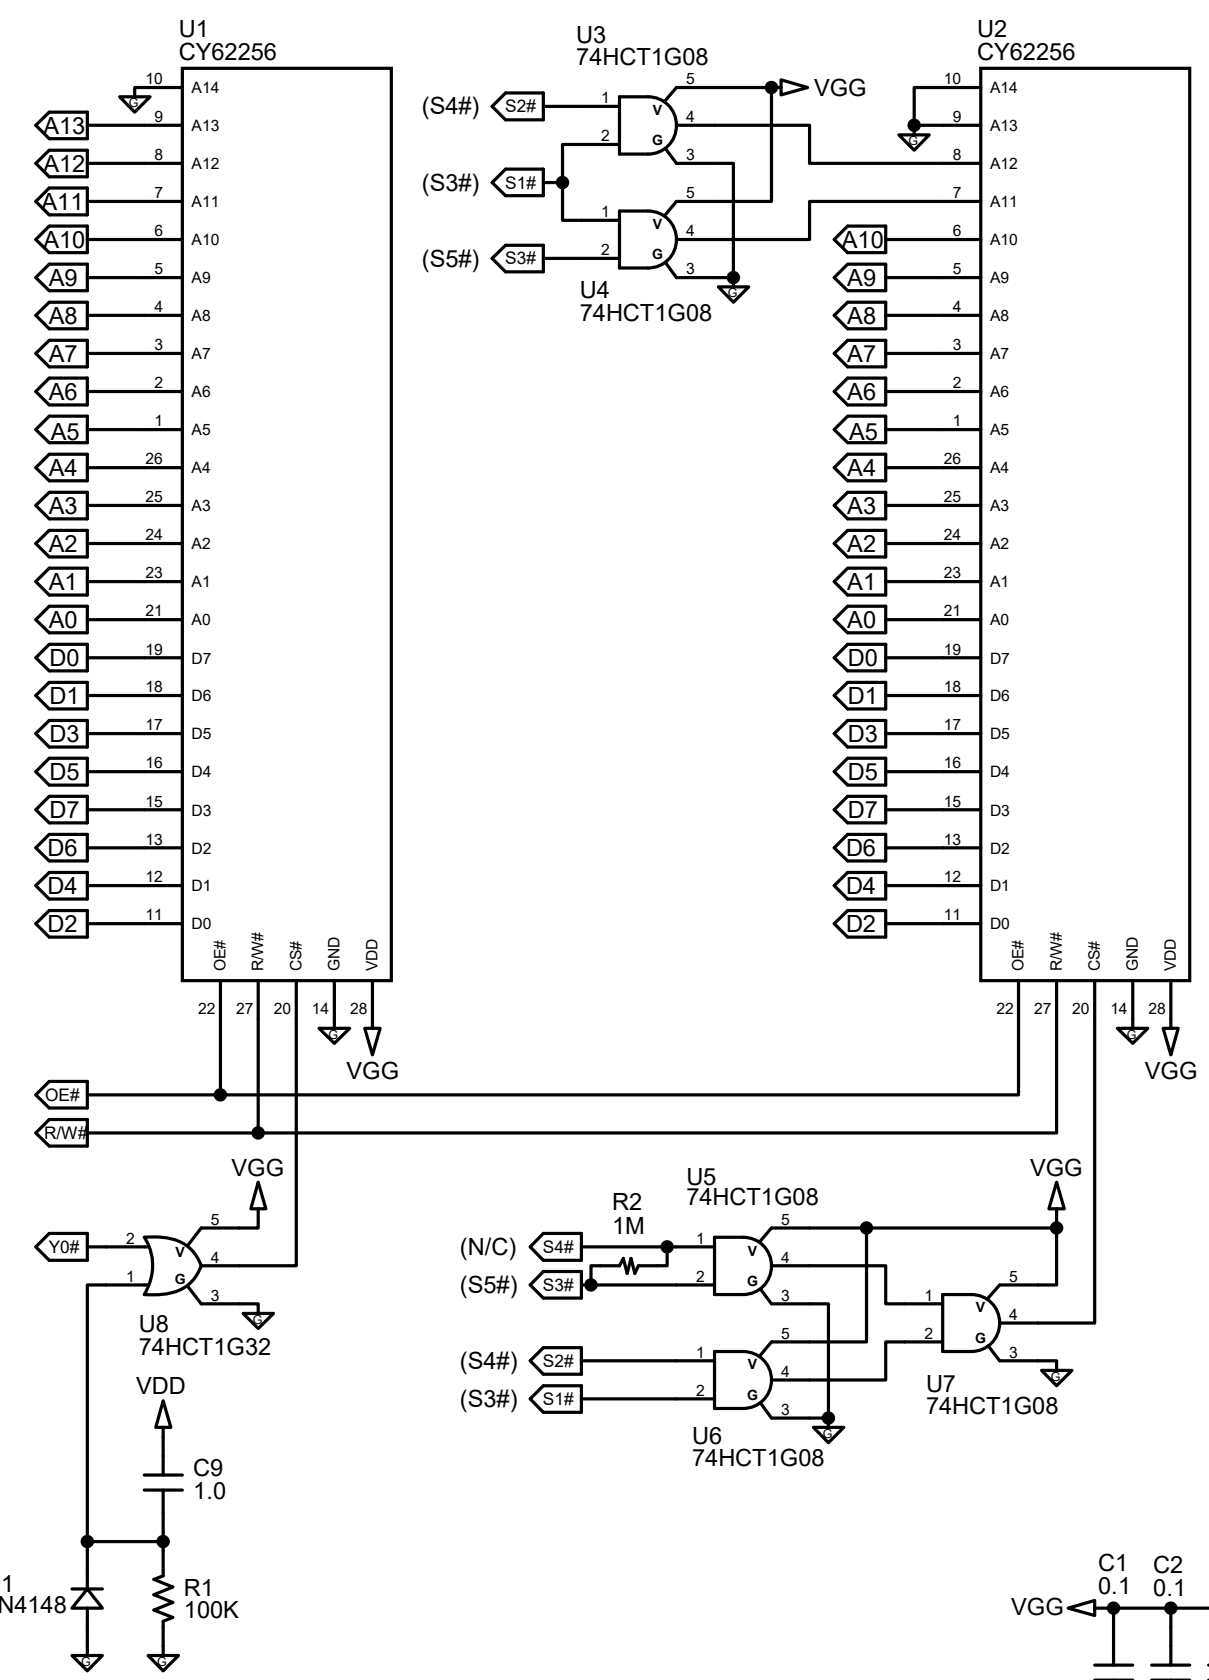 U1
CY62256
10 A14
A13 9 A13
A12 8 A12
A11 7 A11
A10 6 A10
A9 5 A9
A8 4 A8
A7 3 A7
A6 2 A6
A5 1 A5
A4 26 A4
A3 25 A3
A2 24 A2
A1 23 A1
A0 21 A0
D0 19 D7
D1 18 D6
D3 17 D5
D5 16 D4
D7 15 D3
D6 13 D2
D4 12 D1
D2 11 D0
OE# R/W# CS# GND VDD
22 27 20 14 28
G
G
VGG
U3
74HCT1G08
(S4#) S2# 1 V 5 VGG
2 G 4
3
(S3#) S1#
1 V 5
(S5#) S3# 2 G 4
3
G
U4
74HCT1G08
U2
CY62256
10 A14
9 A13
G
8 A12
7 A11
A10 6 A10
A9 5 A9
A8 4 A8
A7 3 A7
A6 2 A6
A5 1 A5
A4 26 A4
A3 25 A3
A2 24 A2
A1 23 A1
A0 21 A0
D0 19 D7
D1 18 D6
D3 17 D5
D5 16 D4
D7 15 D3
D6 13 D2
D4 12 D1
D2 11 D0
OE# R/W# CS# GND VDD
22 27 20 14 28
G
VGG
OE#
R/W#
VGG
Y0# 2 V 5
4
1 G 3
G
U8
74HCT1G32
VDD
C9
1.0
1
N4148
R1
100K
G G
R2
1M
U5
74HCT1G08
(N/C) S4# 1 V 5
4
(S5#) S3# 2 G 3
(S4#) S2# 1 V 5
4
(S3#) S1# 2 G 3
G
U6
74HCT1G08
VGG
1 V 5
4
2 G 3
G
U7
74HCT1G08
C1 C2
0.1 0.1
VGG